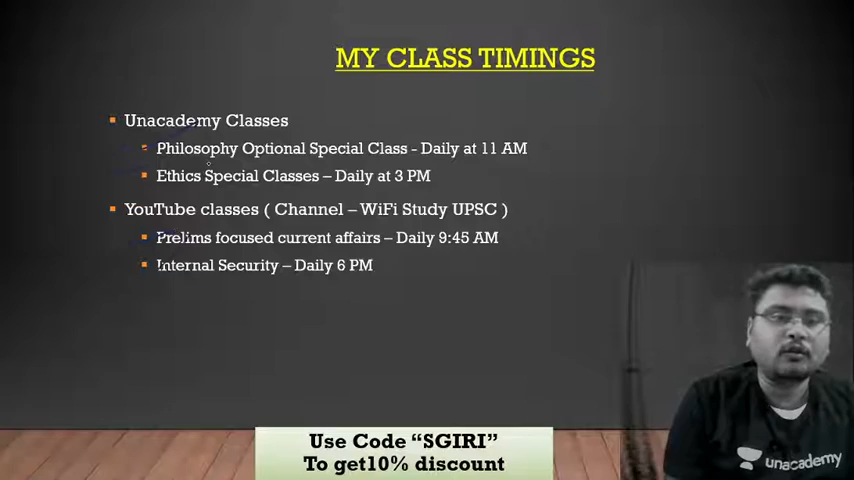 MY CLASS TIMINGS
Unacademy Classes
Philosophy Optional Special Class - Daily at 11 AM
Ethics Special Classes – Daily at 3 PM
YouTube classes ( Channel – WiFi Study UPSC )
Prelims focused current affairs – Daily 9:45 AM
Internal Security – Daily 6 PM
Use Code “SGIRI”
To get10% discount
unacademy